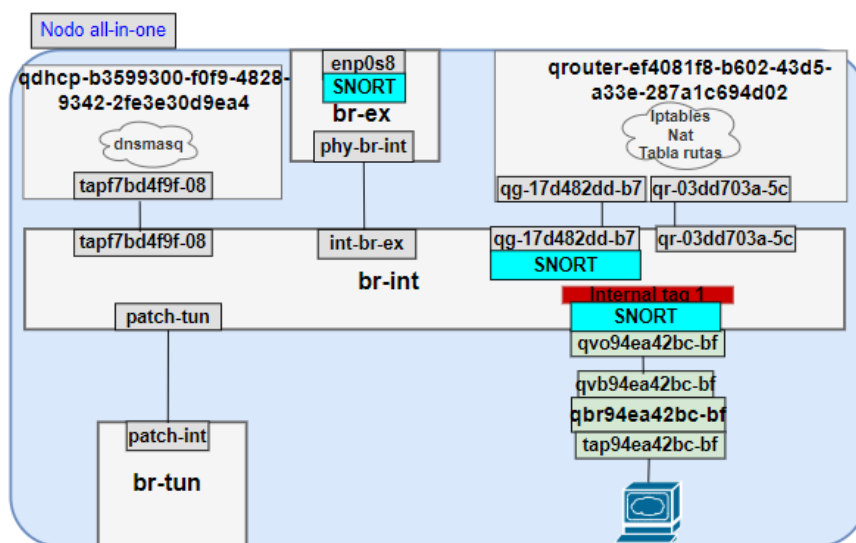 Nodo all-in-one
qdhcp-b3599300-f0f9-4828-
9342-2fe3e30d9ea4
dnsmasq
tapf7bd4f9f-08
enp0s8
SNORT
br-ex
phy-br-int
qrouter-ef4081f8-b602-43d5-
a33e-287a1c694d02
Iptables
Nat
Tabla rutas
qg-17d482dd-b7
qr-03dd703a-5c
tapf7bd4f9f-08
int-br-ex
qg-17d482dd-b7
qr-03dd703a-5c
SNORT
br-int
Internal tag 1
SNORT
patch-tun
qvo94ea42bc-bf
qvb94ea42bc-bf
qbr94ea42bc-bf
tap94ea42bc-bf
patch-int
br-tun